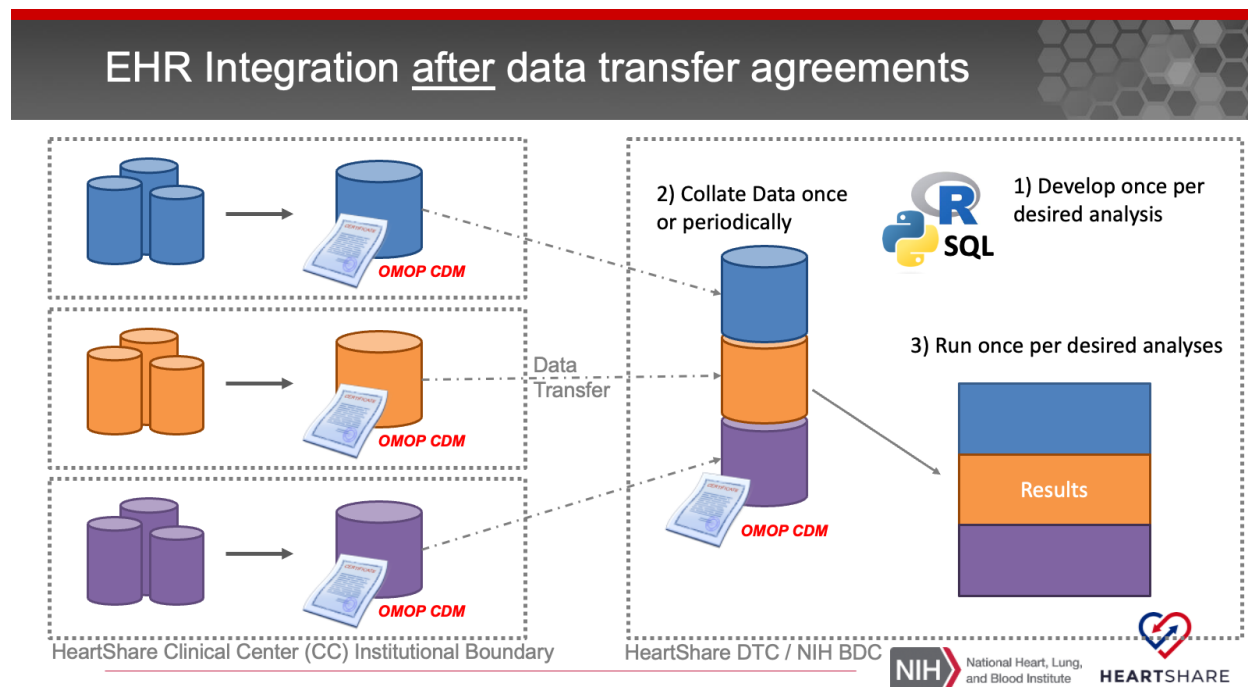 EHR Integration after data transfer agreements
OMOP CDM
OMOP CDM
OMOP CDM
HeartShare Clinical Center (CC) Institutional Boundary
Data
Transfer
2) Collate Data once
or periodically
OMOP CDM
R
SQL
1) Develop once per
desired analysis
3) Run once per desired analyses
Results
HeartShare DTC / NIH BDC
NIH
National Heart, Lung,
and Blood Institute
HEARTSHARE